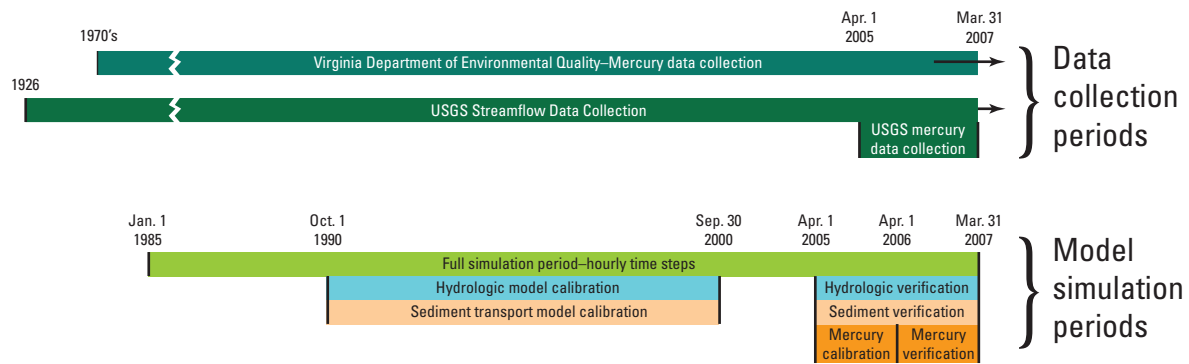 Apr. 1
2005
Mar. 31
2007
1970's
Virginia Department of Environmental Quality–Mercury data collection
1926
USGS Streamflow Data Collection
USGS mercury
data collection
Data
collection
periods
Jan. 1
1985
Oct. 1
1990
Sep. 30
2000
Apr. 1
2005
Apr. 1
2006
Mar. 31
2007
Full simulation period–hourly time steps
Hydrologic model calibration
Hydrologic verification
Sediment transport model calibration
Sediment verification
Mercury
calibration
Mercury
verification
Model
simulation
periods